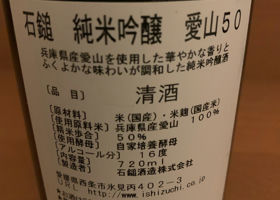 石鎚 純米吟醸 愛山50
兵庫県産愛山を使用した華やかな香りと
ふくよかな味わいが調和した純米吟醸酒
【品目】 清酒
【原材料】 米(国産)・米麹(国産米)
【使用原料米】 兵庫県産愛山 100%
【精米歩合】 50%
【使用酵母】 自家培養酵母
【アルコール分】 16度
【内容量】 720ml
【製造者】 石鎚酒造株式会社
愛媛県西条市氷見丙402-3
http://www.ishizuchi.co.jp